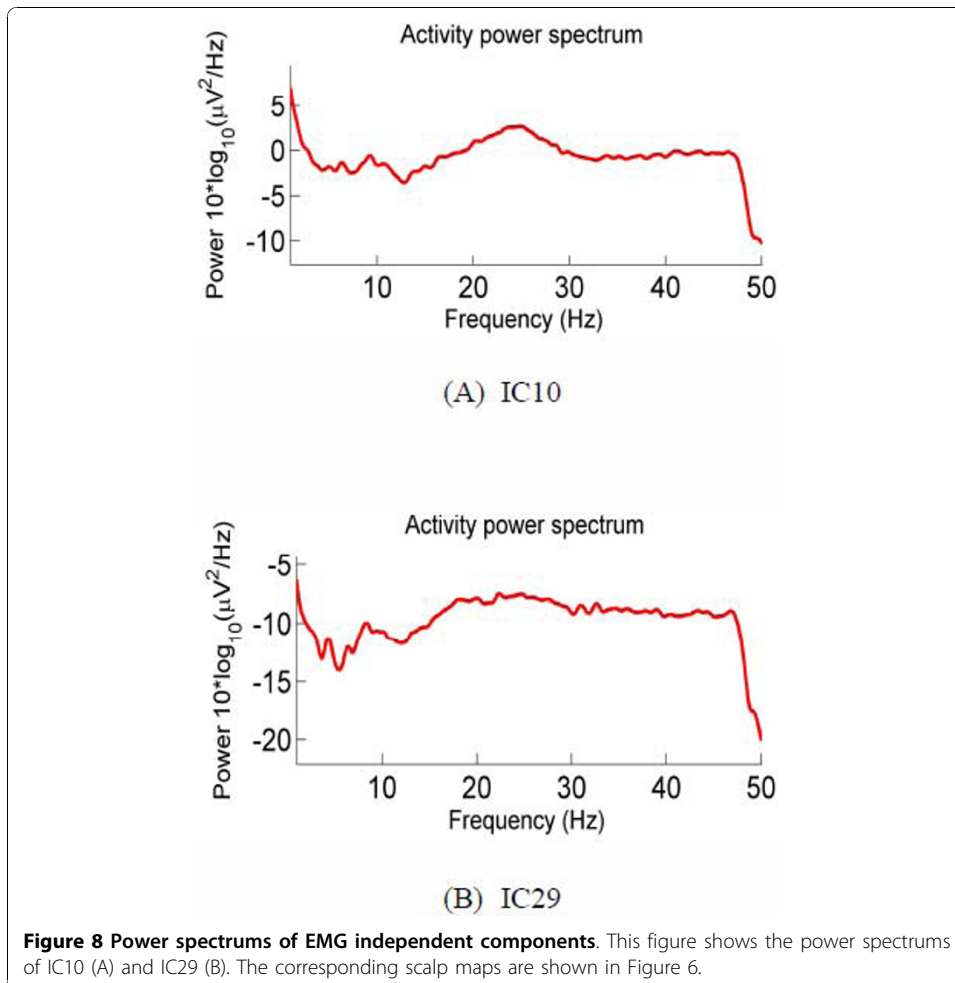 Activity power spectrum
Power 10*log10(μV2/Hz)
5
0
-5
-10
10 20 30 40 50
Frequency (Hz)
(A) IC10
Activity power spectrum
Power 10*log10(μV2/Hz)
-5
-10
-15
-20
10 20 30 40 50
Frequency (Hz)
(B) IC29
Figure 8 Power spectrums of EMG independent components. This figure shows the power spectrums
of IC10 (A) and IC29 (B). The corresponding scalp maps are shown in Figure 6.